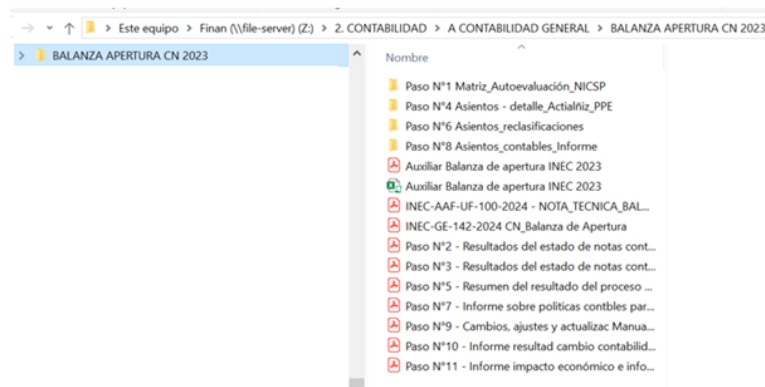 Este equipo > Finan (\\file-server) (Z:) > 2. CONTABILIDAD > A CONTABILIDAD GENERAL > BALANZA APERTURA CN 2023
BALANZA APERTURA CN 2023
Nombre
Paso N°1 Matriz_Autoevaluación_NICSP
Paso N°4 Asientos - detalle_Actialñiz_PPE
Paso N°6 Asientos_reclasificaciones
Paso N°8 Asientos_contables_Informe
Auxiliar Balanza de apertura INEC 2023
Auxiliar Balanza de apertura INEC 2023
INEC-AAF-UF-100-2024 - NOTA_TECNICA_BAL...
INEC-GE-142-2024 CN_Balanza de Apertura
Paso N°2 - Resultados del estado de notas cont...
Paso N°3 - Resultados del estado de notas cont...
Paso N°5 - Resumen del resultado del proceso ...
Paso N°7 - Informe sobre politicas contbles par...
Paso N°9 - Cambios, ajustes y actualizac Manua...
Paso N°10 - Informe resultad cambio contabilid...
Paso N°11 - Informe impacto económico e info...